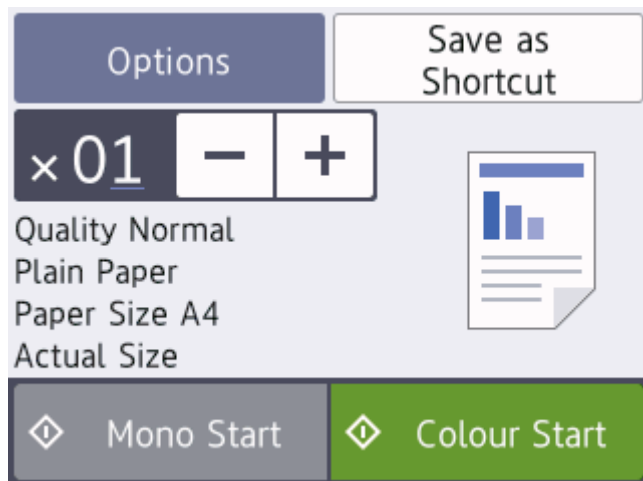 Options
Save as
Shortcut
×01
− +
Quality Normal
Plain Paper
Paper Size A4
Actual Size
Mono Start
Colour Start